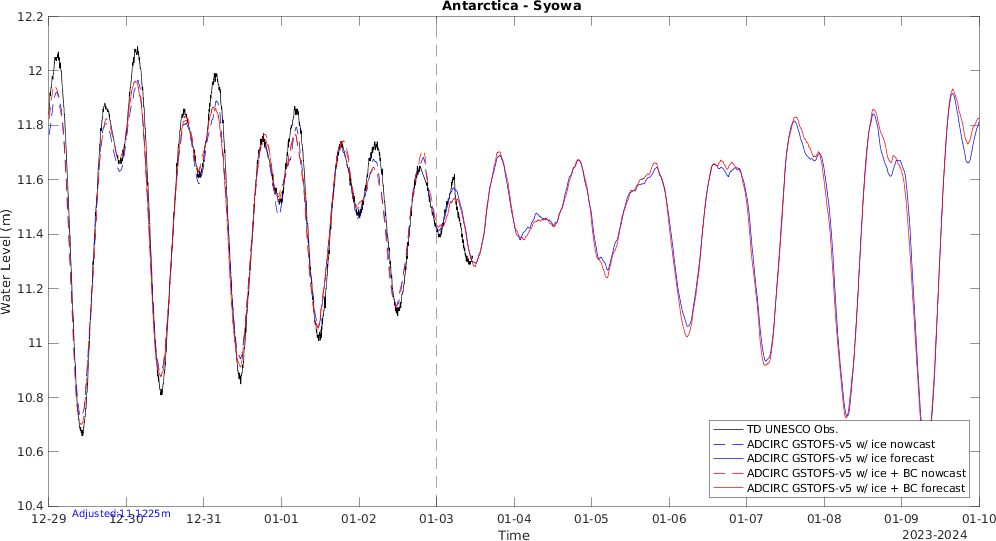 Antarctica - Syowa
12.2
12
11.8
11.6
11.4
11.2
11
10.8
10.6
10.4
Water Level (m)
TD UNESCO Obs.
ADCIRC GSTOFS-v5 w/ ice nowcast
ADCIRC GSTOFS-v5 w/ ice forecast
ADCIRC GSTOFS-v5 w/ ice + BC nowcast
ADCIRC GSTOFS-v5 w/ ice + BC forecast
Adjusted:11.1225m
12-29 12-30 12-31 01-01 01-02 01-03 01-04 01-05 01-06 01-07 01-08 01-09 01-10
Time
2023-2024